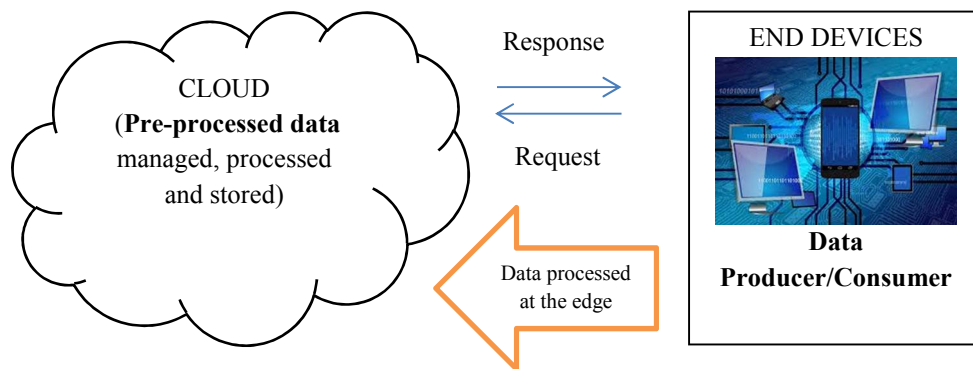 CLOUD
(Pre-processed data
managed, processed
and stored)
Response
Request
Data processed
at the edge
END DEVICES
Data
Producer/Consumer